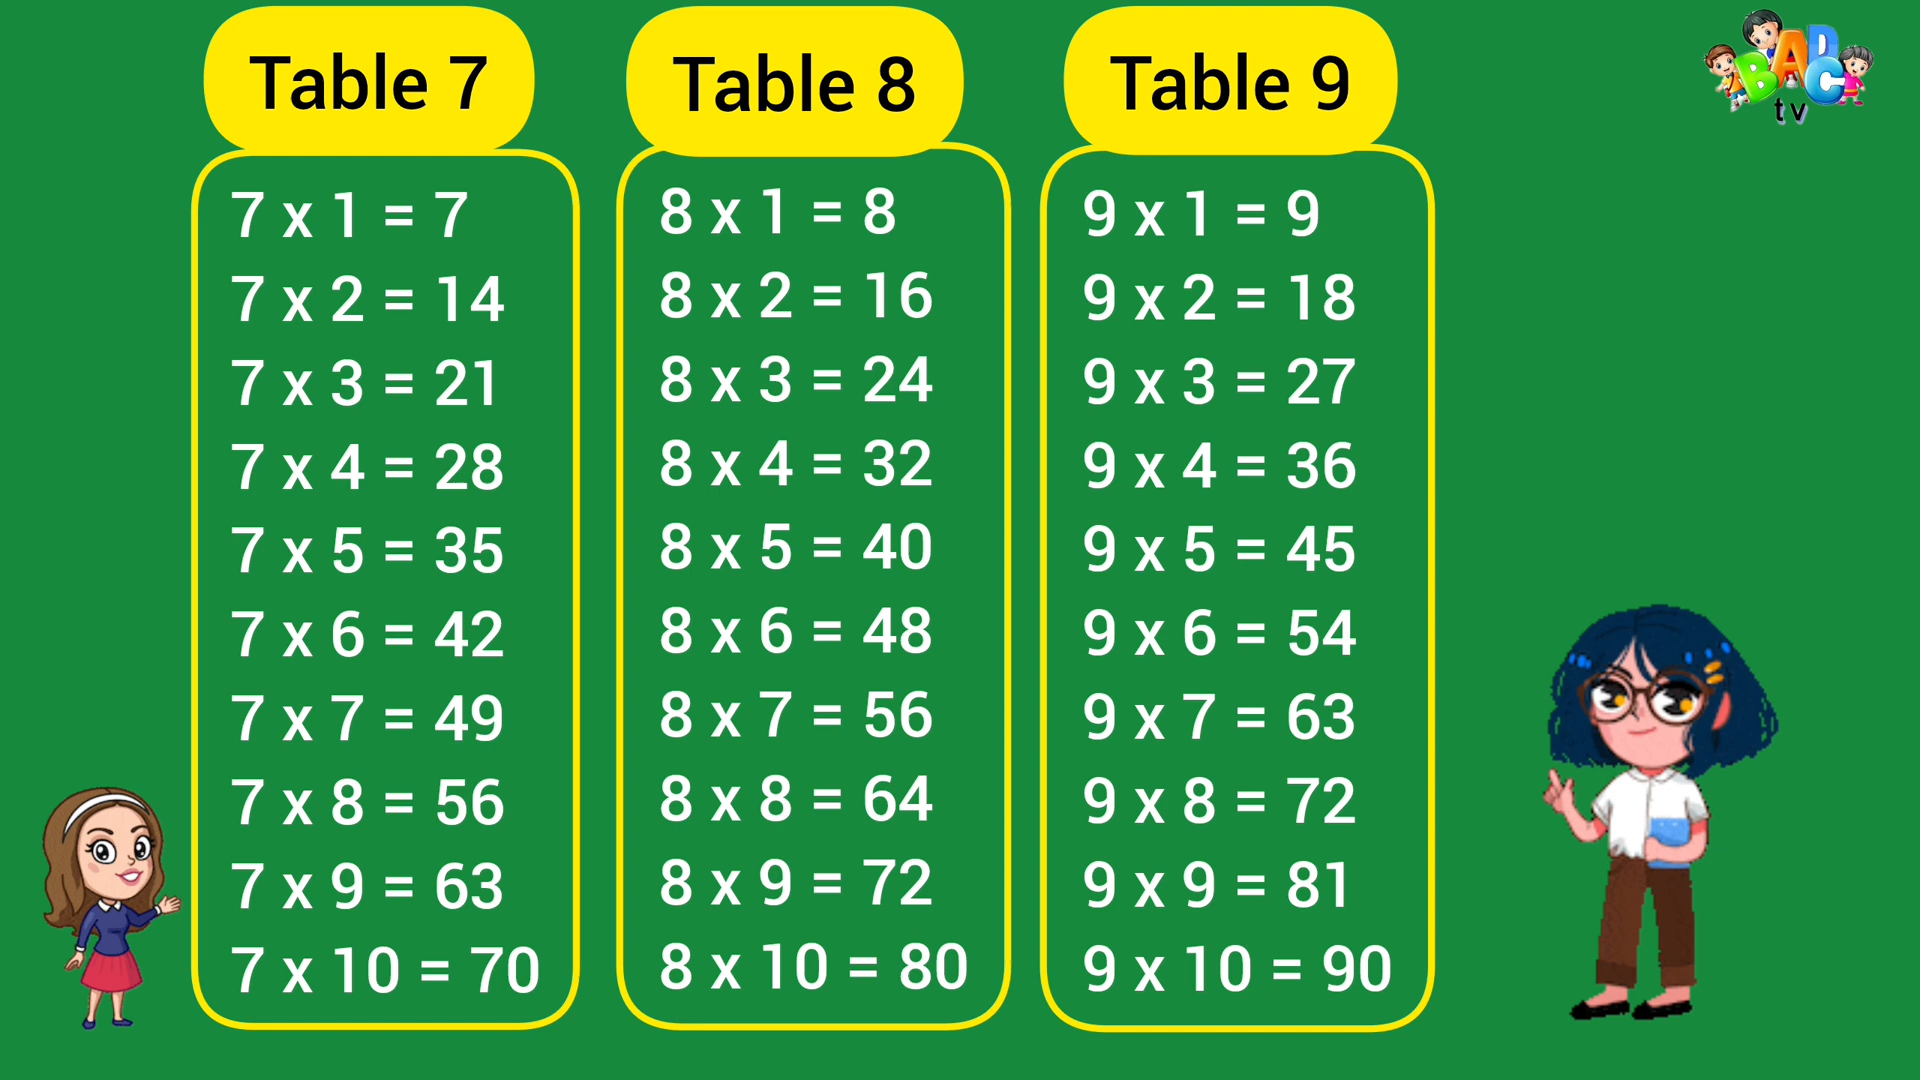 Table 7
7 x 1 = 7
7 x 2 = 14
7 x 3 = 21
7 x 4 = 28
7 x 5 = 35
7 x 6 = 42
7 x 7 = 49
7 x 8 = 56
7 x 9 = 63
7 x 10 = 70
Table 8
8 x 1 = 8
8 x 2 = 16
8 x 3 = 24
8 x 4 = 32
8 x 5 = 40
8 x 6 = 48
8 x 7 = 56
8 x 8 = 64
8 x 9 = 72
8 x 10 = 80
Table 9
9 x 1 = 9
9 x 2 = 18
9 x 3 = 27
9 x 4 = 36
9 x 5 = 45
9 x 6 = 54
9 x 7 = 63
9 x 8 = 72
9 x 9 = 81
9 x 10 = 90
BADC
tv